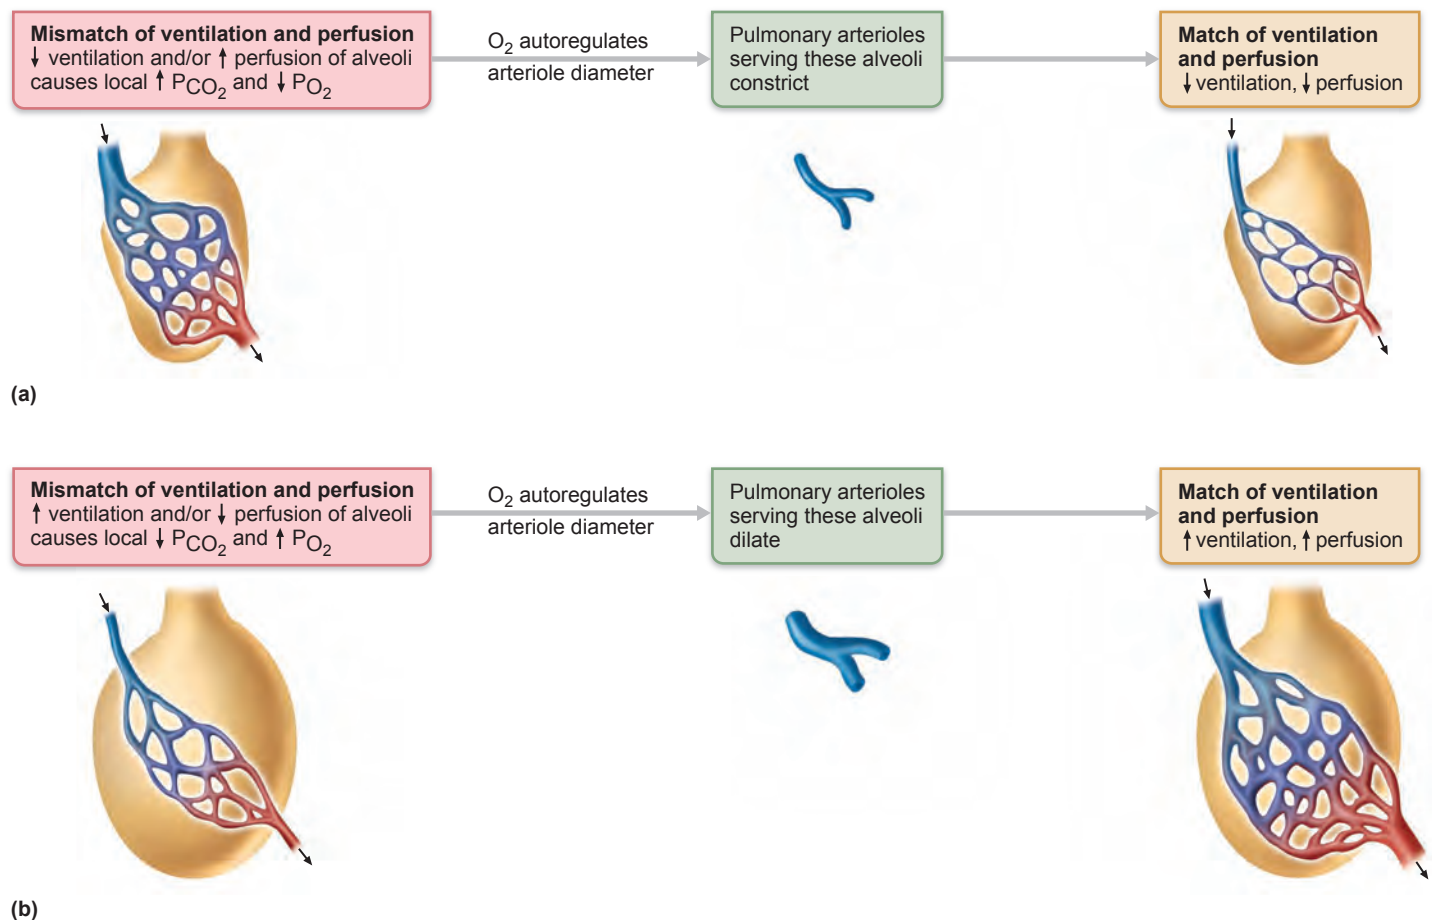 Mismatch of ventilation and perfusion
↓ ventilation and/or ↑ perfusion of alveoli
causes local ↑ PCO2 and ↓ PO2
O2 autoregulates
arteriole diameter
Pulmonary arterioles
serving these alveoli
constrict
Match of ventilation
and perfusion
↓ ventilation, ↓ perfusion
(a)
Mismatch of ventilation and perfusion
↑ ventilation and/or ↓ perfusion of alveoli
causes local ↓ PCO2 and ↑ PO2
O2 autoregulates
arteriole diameter
Pulmonary arterioles
serving these alveoli
dilate
Match of ventilation
and perfusion
↑ ventilation, ↑ perfusion
(b)